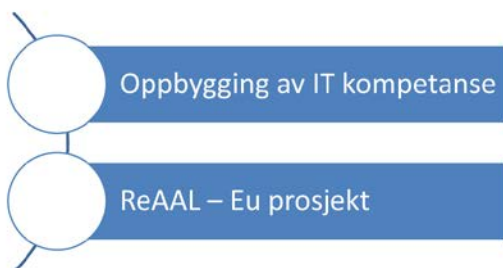 Oppbygging av IT kompetanse
ReAAL – Eu prosjekt